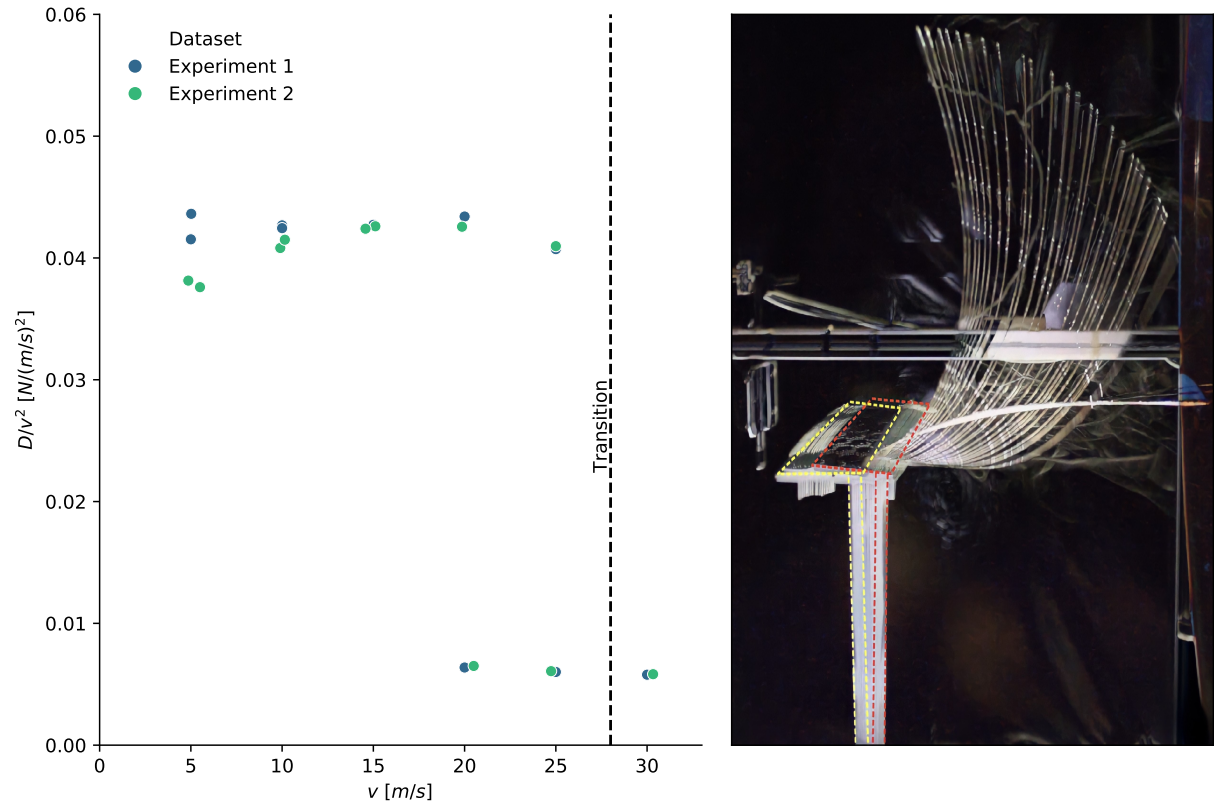 0.06
0.05
0.04
0.03
0.02
0.01
0.00
D/v² [N/(m/s)²]
Dataset
Experiment 1
Experiment 2
Transition
0 5 10 15 20 25 30
v [m/s]